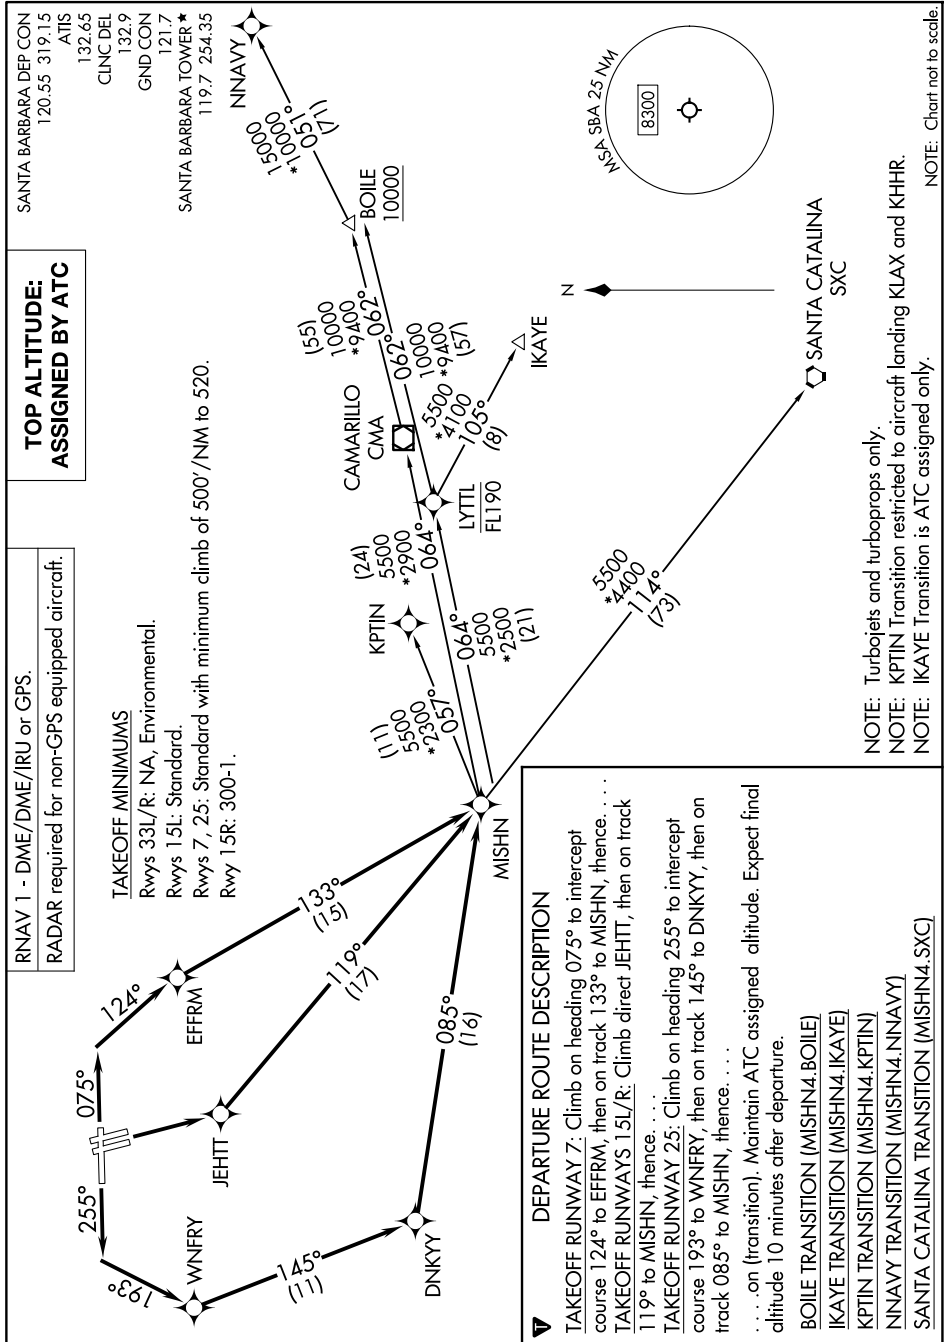 RNAV 1 - DME/DME/IRU or GPS.
RADAR required for non-GPS equipped aircraft.
TOP ALTITUDE:
ASSIGNED BY ATC
SANTA BARBARA DEP CON
120.55 319.15
ATIS
132.65
CLNC DEL
132.9
GND CON
121.7
SANTA BARBARA TOWER★
119.7 254.35
TAKEOFF MINIMUMS
Rwys 33L/R: NA, Environmental.
Rwys 15L: Standard.
Rwys 7, 25: Standard with minimum climb of 500'/NM to 520.
Rwy 15R: 300-1.
255°
075°
193°
124°
WNFRY
JEHTT
EFFRM
145°
(11)
DNKYY
133°
(15)
119°
(17)
085°
(16)
MISHN
(11)
5500
*2300
057°
KPTIN
(24)
5500
*2900
064°
064°
5500
*2500
(21)
CAMARILLO
CMA
LYTTL
FL190
(55)
10000
*9400
062°
062°
10000
*9400
(57)
5500
*4100
105°
(8)
IKAYE
BOILE
10000
15000
*10000
051°
(71)
NNAVY
5500
*4400
114°
(73)
SANTA CATALINA
SXC
N
MSA SBA 25 NM
8300
DEPARTURE ROUTE DESCRIPTION
T
TAKEOFF RUNWAY 7: Climb on heading 075° to intercept
course 124° to EFFRM, then on track 133° to MISHN, thence. . . .
TAKEOFF RUNWAYS 15L/R: Climb direct JEHTT, then on track
119° to MISHN, thence. . . .
TAKEOFF RUNWAY 25: Climb on heading 255° to intercept
course 193° to WNFRY, then on track 145° to DNKYY, then on
track 085° to MISHN, thence. . . .
. . . .on (transition). Maintain ATC assigned altitude. Expect final
altitude 10 minutes after departure.
BOILE TRANSITION (MISHN4.BOILE)
IKAYE TRANSITION (MISHN4.IKAYE)
KPTIN TRANSITION (MISHN4.KPTIN)
NNAVY TRANSITION (MISHN4.NNAVY)
SANTA CATALINA TRANSITION (MISHN4.SXC)
NOTE: Turbojets and turboprops only.
NOTE: KPTIN Transition restricted to aircraft landing KLAX and KHHR.
NOTE: IKAYE Transition is ATC assigned only.
NOTE: Chart not to scale.